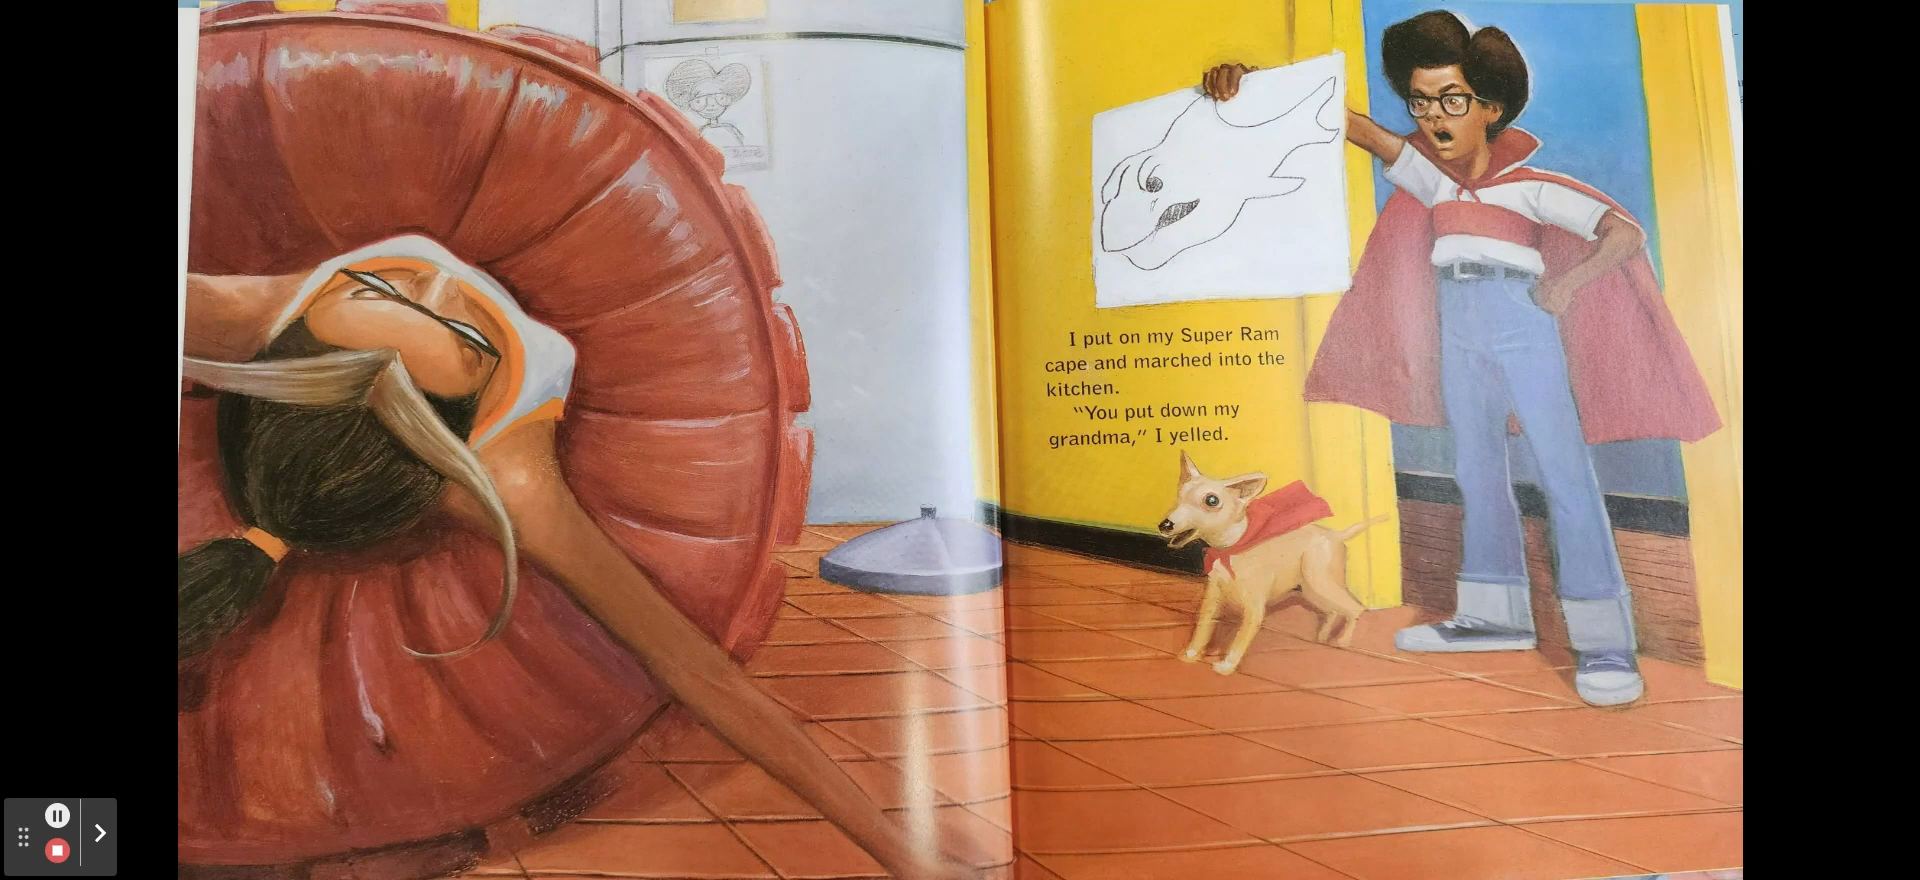 I put on my Super Ram
cape and marched into the
kitchen.
“You put down my
grandma,” I yelled.